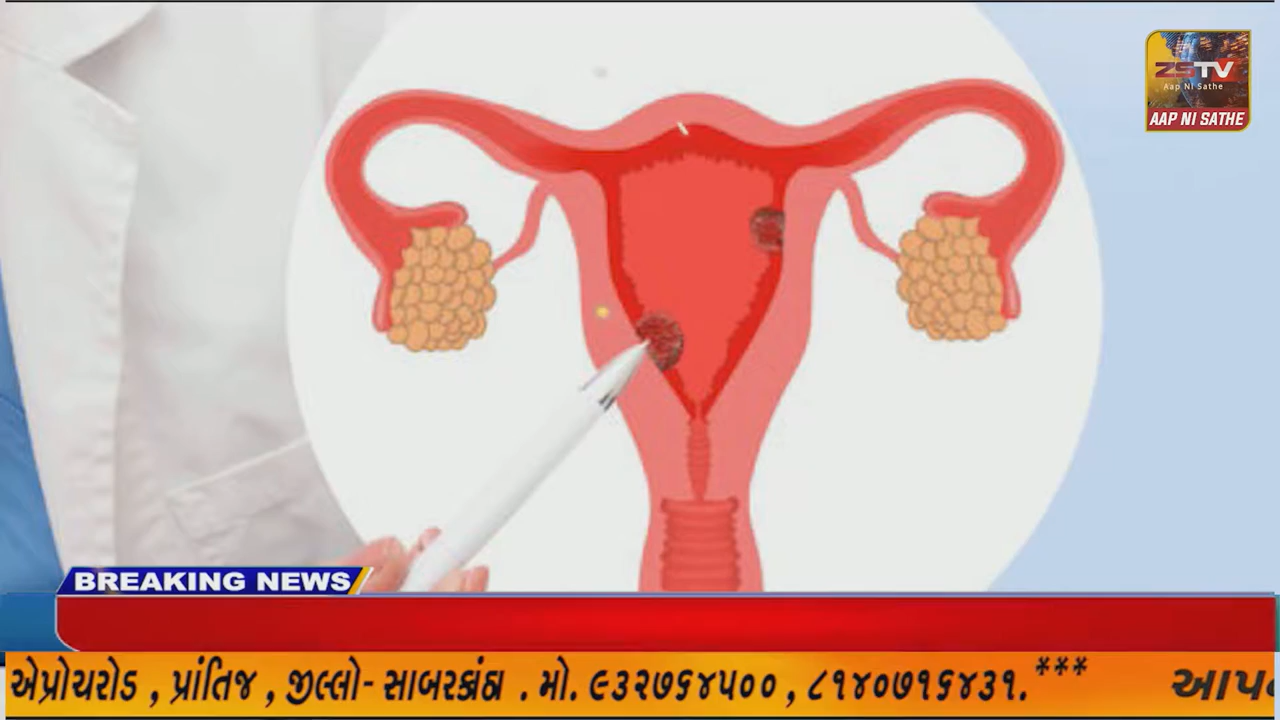 ZSTV
Aap Ni Sathe
AAP NI SATHE
BREAKING NEWS
એપ્રોચરોડ , પ્રાંતિજ , જીલ્લો- સાબરકાંઠા . મો. ૯૩૨૭૬૪૫૦૦ , ૮૧૪૦૭૧૬૪૩૧.***